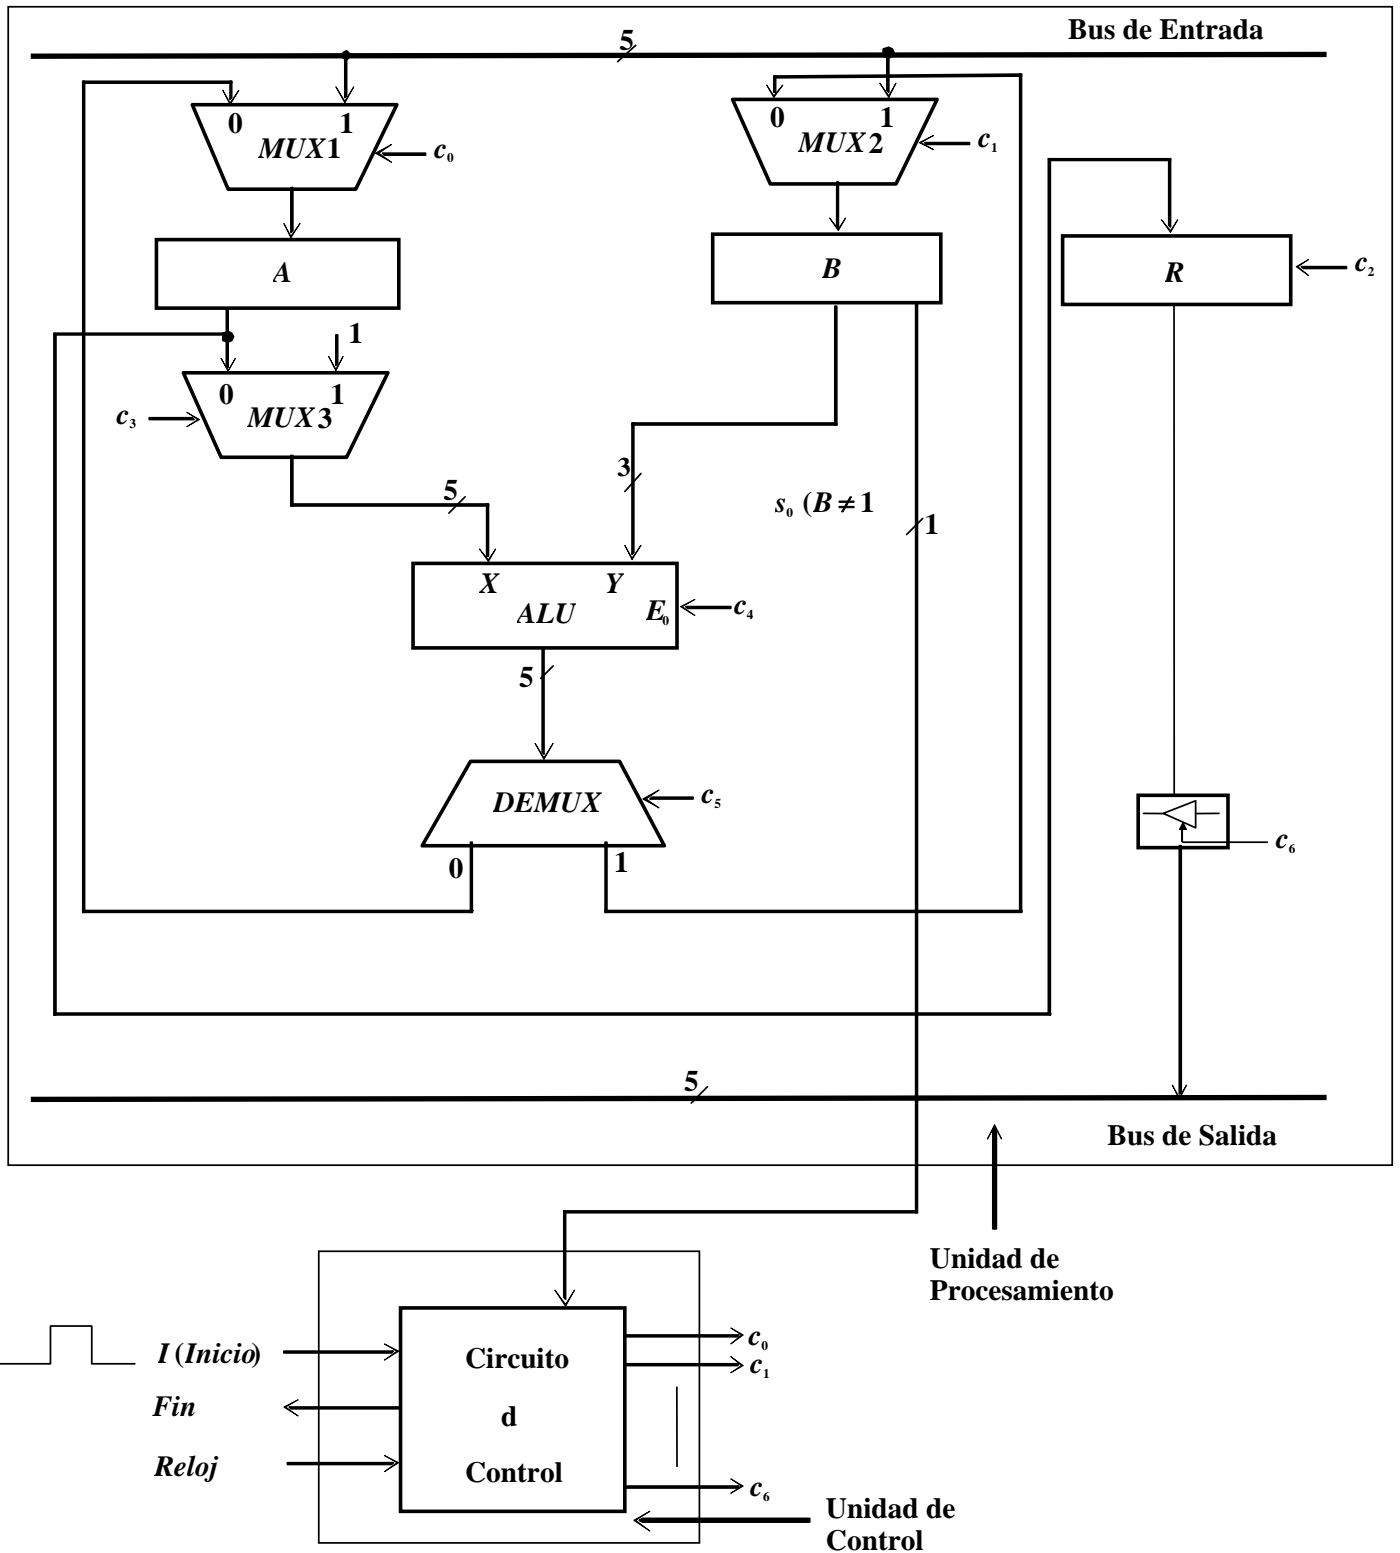 Bus de Entrada
5
0 1
MUX1
c0
0 1
MUX2
c1
A
B
R
c2
1
0 1
MUX3
c3
5
3
s0 (B ≠ 1
1
X Y
ALU
E0
c4
5
DEMUX
c5
0 1
c6
5
Bus de Salida
Unidad de
Procesamiento
I (Inicio)
Fin
Reloj
Circuito
d
Control
c0
c1
c6
Unidad de
Control